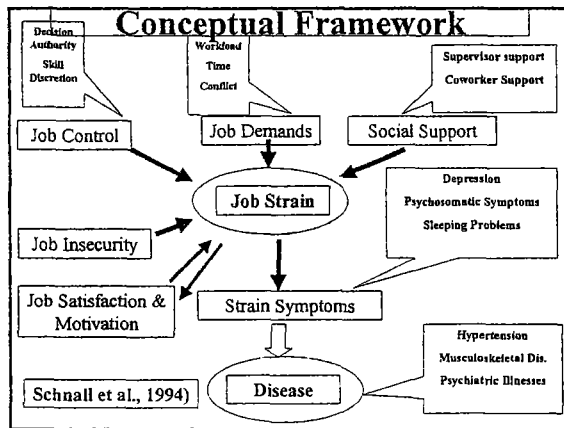 Conceptual Framework
Decision
Authority
Skill
Discretion
Workload
Time
Conflict
Supervisor support
Coworker Support
Job Control
Job Demands
Social Support
Job Strain
Depression
Psychosomatic Symptoms
Sleeping Problems
Job Insecurity
Job Satisfaction &
Motivation
Strain Symptoms
Hypertension
Musculoskeletal Dis.
Psychiatric Illnesses
Disease
Schnall et al., 1994)